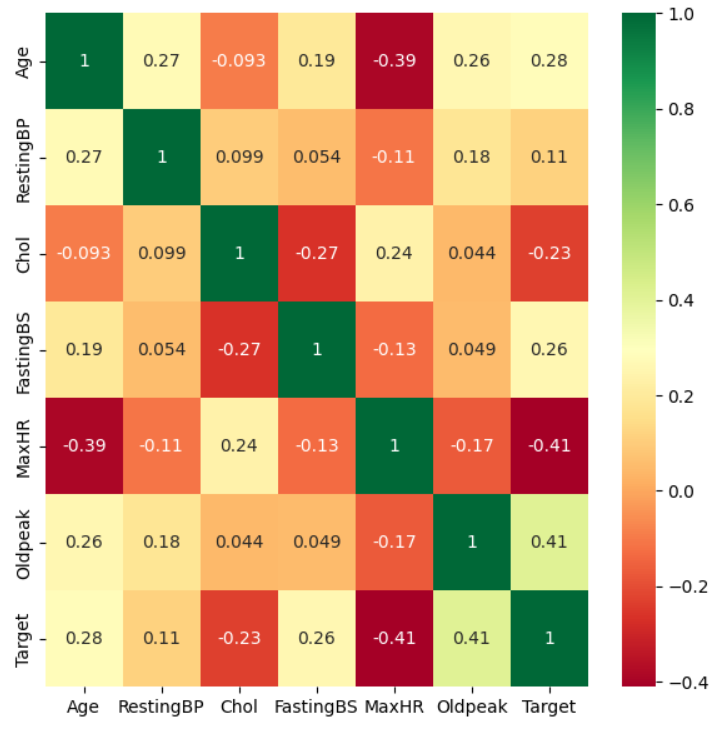 1.0
Age 1 0.27 -0.093 0.19 -0.39 0.26 0.28
0.8
RestingBP 0.27 1 0.099 0.054 -0.11 0.18 0.11
0.6
Chol -0.093 0.099 1 -0.27 0.24 0.044 -0.23
0.4
FastingBS 0.19 0.054 -0.27 1 -0.13 0.049 0.26
0.2
MaxHR -0.39 -0.11 0.24 -0.13 1 -0.17 -0.41
0.0
Oldpeak 0.26 0.18 0.044 0.049 -0.17 1 0.41
−0.2
Target 0.28 0.11 -0.23 0.26 -0.41 0.41 1
−0.4
Age RestingBP Chol FastingBS MaxHR Oldpeak Target